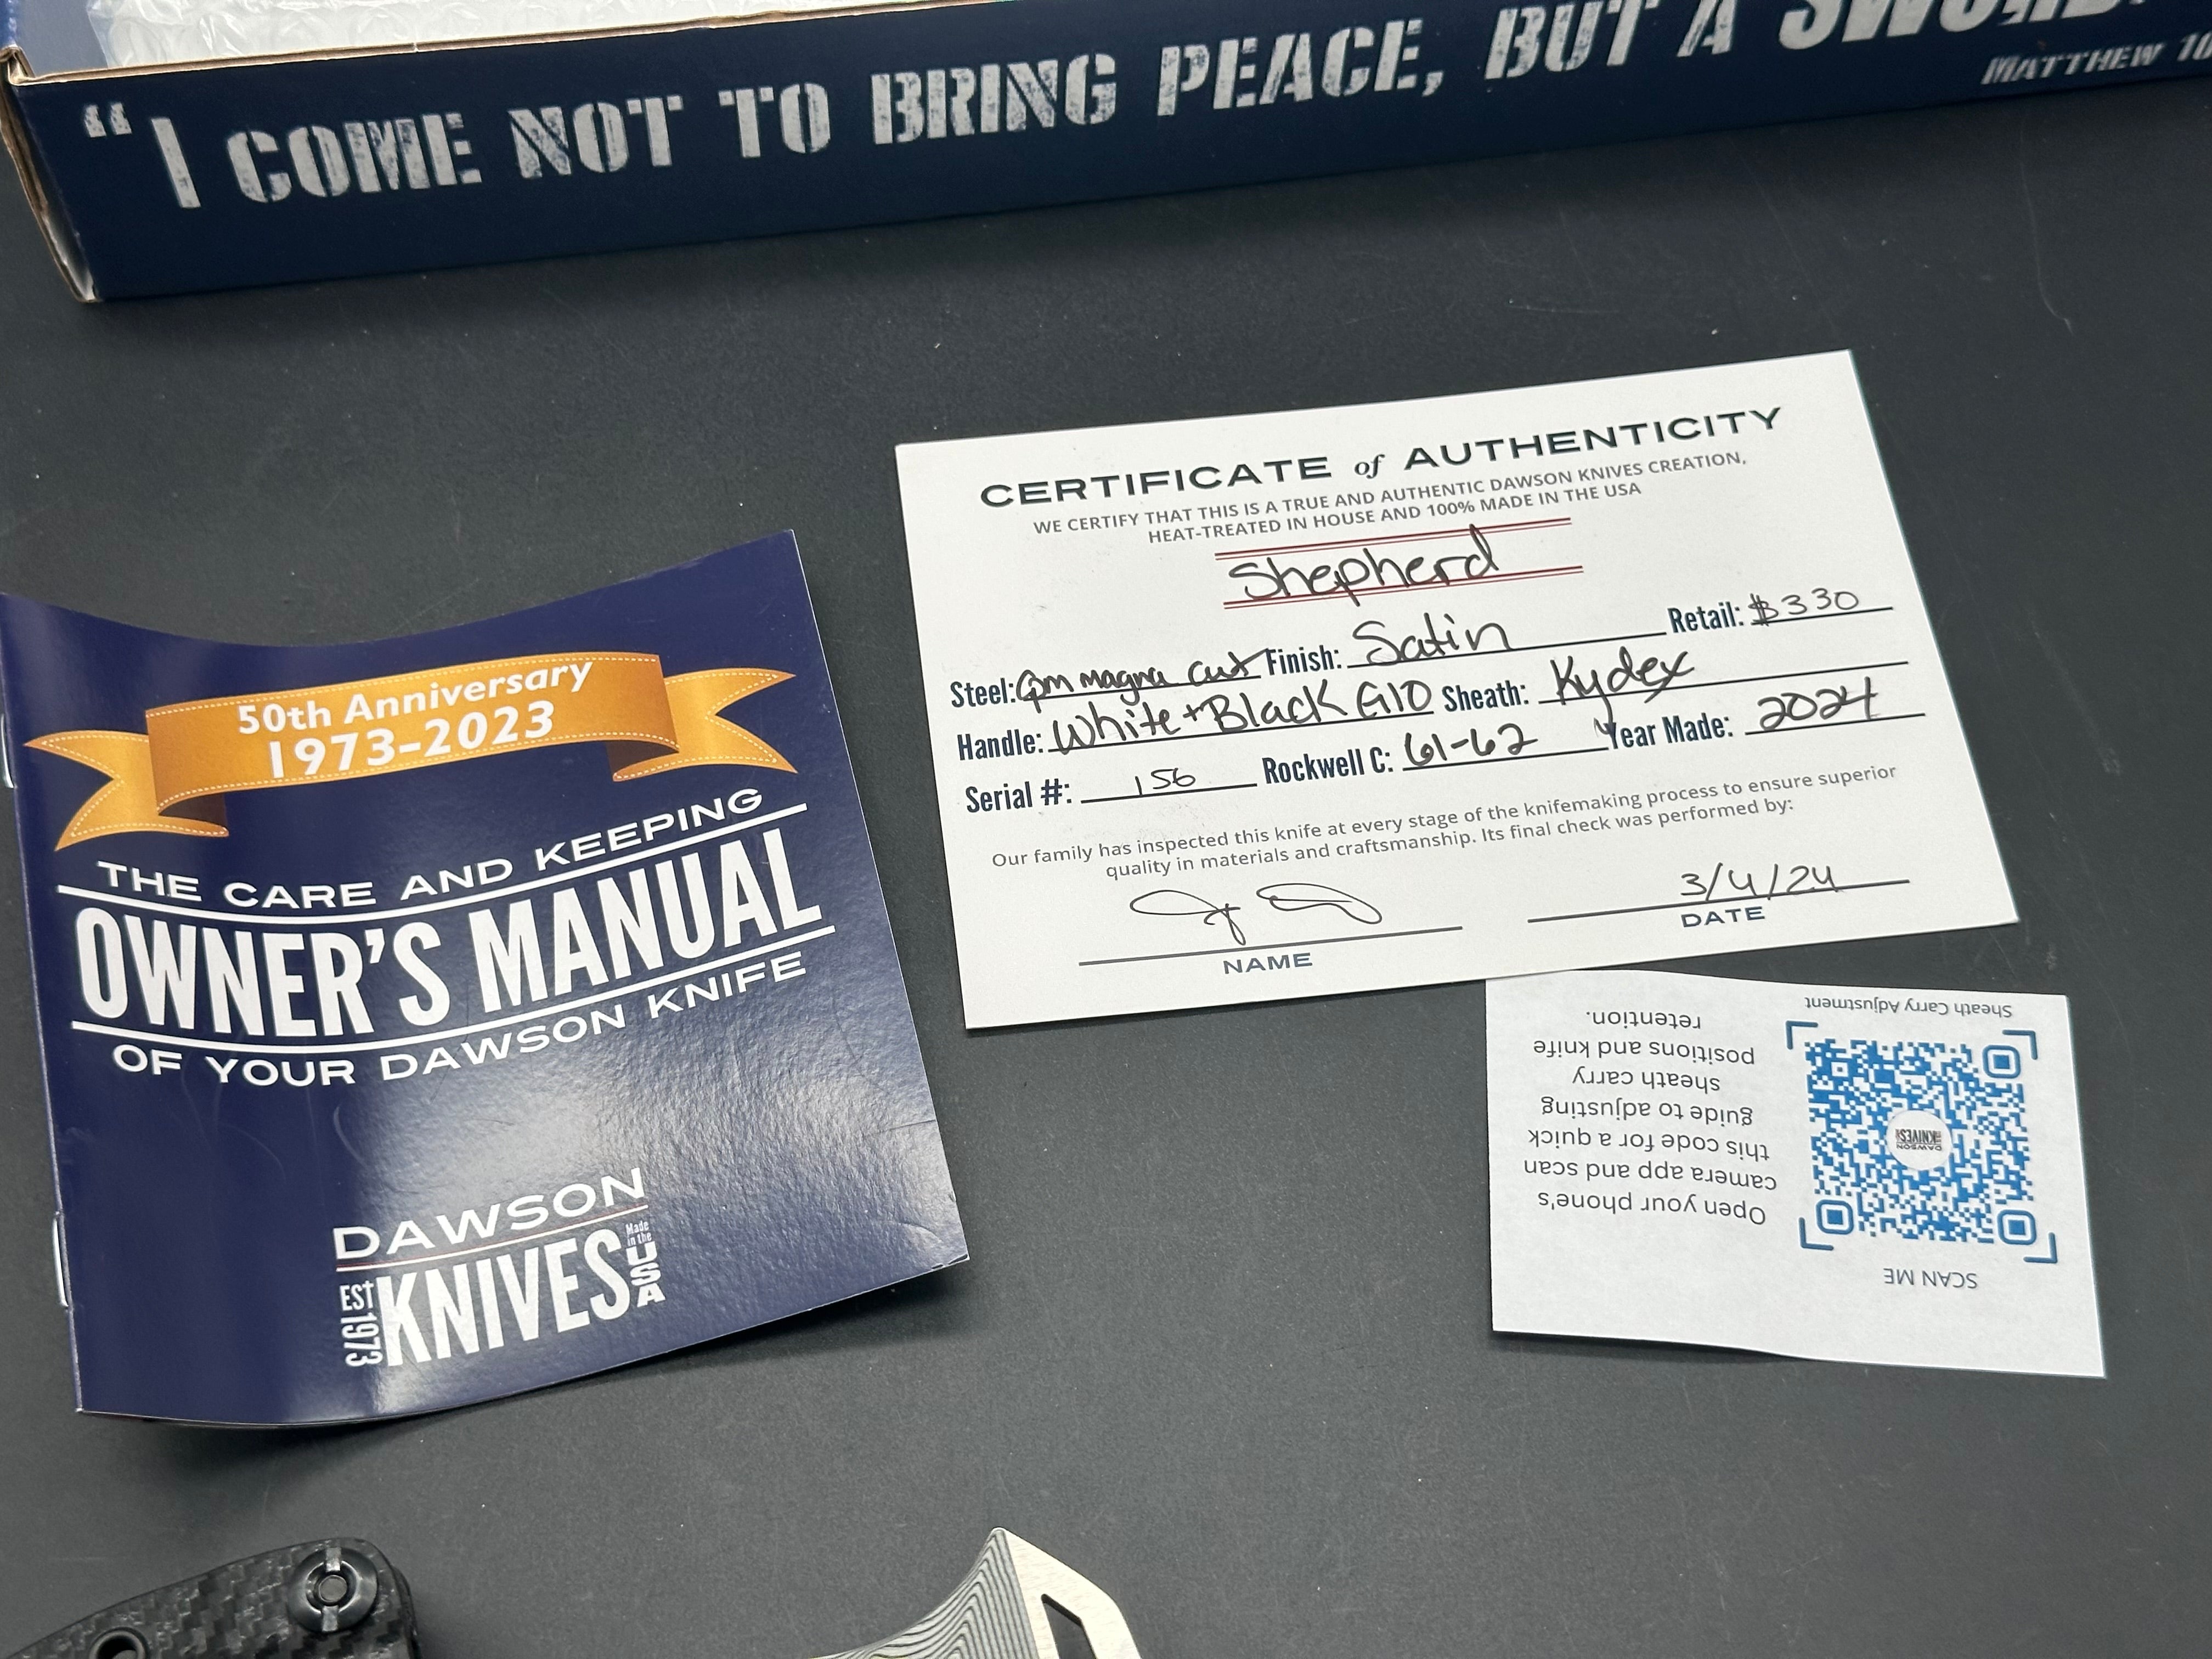 “I COME NOT TO BRING PEACE, BUT A SWORD.
MATTHEW 10
CERTIFICATE of AUTHENTICITY
WE CERTIFY THAT THIS IS A TRUE AND AUTHENTIC DAWSON KNIVES CREATION,
HEAT-TREATED IN HOUSE AND 100% MADE IN THE USA
Shepherd
Steel: cpm magna cut Finish: Satin Retail: $330
Handle: White + Black G10 Sheath: Kydex
Serial #: 156 Rockwell C: 61-62 Year Made: 2024
Our family has inspected this knife at every stage of the knifemaking process to ensure superior
quality in materials and craftsmanship. Its final check was performed by:
3/4/24
NAME DATE
50th Anniversary
1973-2023
THE CARE AND KEEPING
OWNER'S MANUAL
OF YOUR DAWSON KNIFE
DAWSON
KNIVES
EST 1973
Made
in the
USA
SCAN ME
DAWSON
KNIVES
Sheath Carry Adjustment
Open your phone's
camera app and scan
this code for a quick
guide to adjusting
sheath carry
positions and knife
retention.